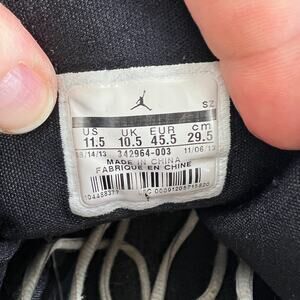 SZ
US UK EUR cm
11.5 10.5 45.5 29.5
342964-003 11/06/13
MADE IN CHINA
FABRIQUE EN CHINE